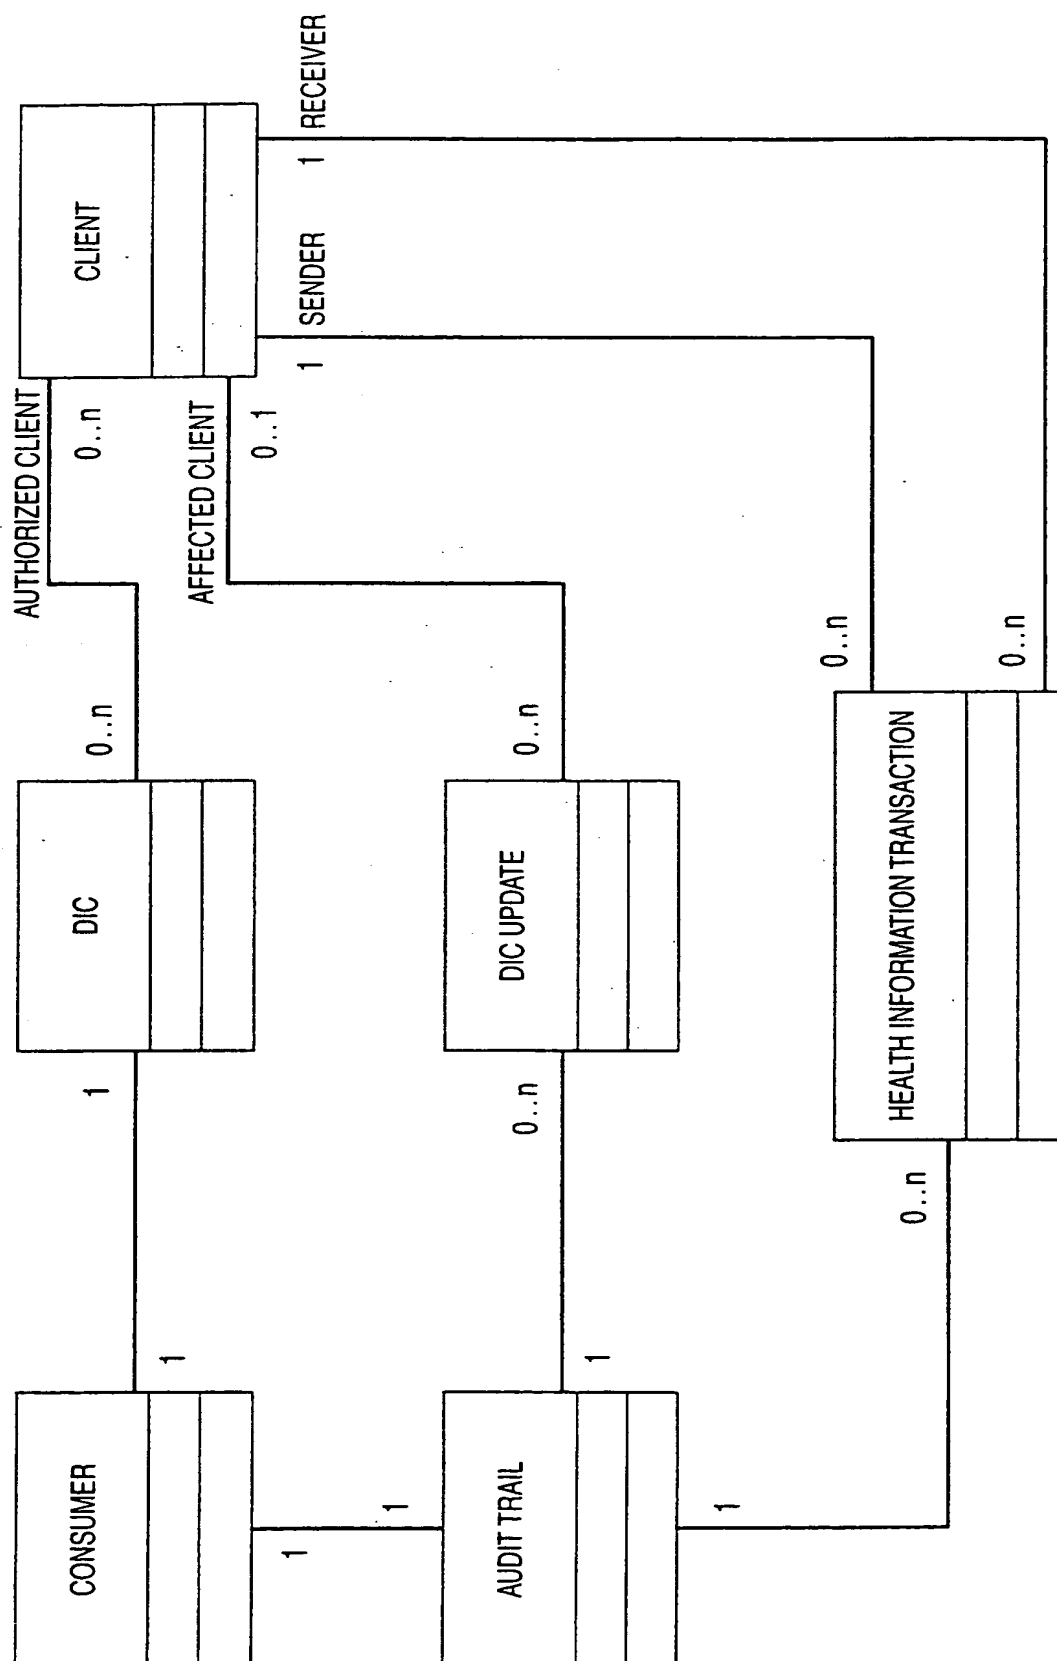 CONSUMER
1
1
DIC
0..n
AUTHORIZED CLIENT
0..n
CLIENT
AFFECTED CLIENT
0..1
1
SENDER
1
RECEIVER
1
1
AUDIT TRAIL
1
0..n
DIC UPDATE
0..n
1
0..n
HEALTH INFORMATION TRANSACTION
0..n
0..n